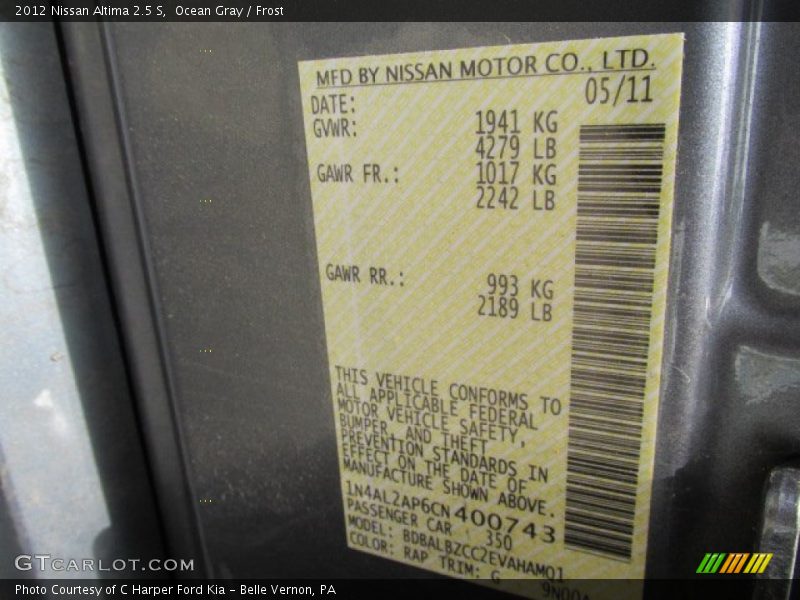 2012 Nissan Altima 2.5 S, Ocean Gray / Frost
MFD BY NISSAN MOTOR CO., LTD.
DATE: 05/11
GVWR: 1941 KG
4279 LB
GAWR FR.: 1017 KG
2242 LB
GAWR RR.: 993 KG
2189 LB
THIS VEHICLE CONFORMS TO
ALL APPLICABLE FEDERAL
MOTOR VEHICLE SAFETY,
BUMPER, AND THEFT
PREVENTION STANDARDS IN
EFFECT ON THE DATE OF
MANUFACTURE SHOWN ABOVE.
1N4AL2AP6CN400743
PASSENGER CAR 350
MODEL: BDBALBZCC2EVAHAMO1
COLOR: RAP TRIM: G
GTCarLot.com
Photo Courtesy of C Harper Ford Kia – Belle Vernon, PA